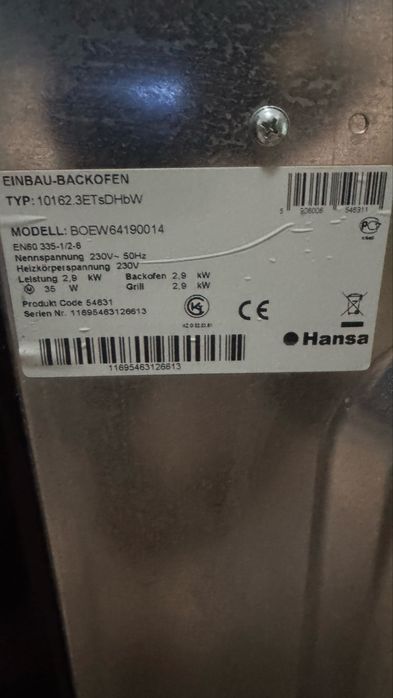 EINBAU-BACKOFEN
TYP: 10162.3ETsDHbW
MODELL: BOEW64190014
EN60 335-1/2-6
Nennspannung 230V~ 50Hz
Heizkörperspannung 230V
Leistung 2,9 kW Backofen 2,9 kW
Ⓜ 35 W Grill 2,9 kW
Produkt Code 54631
Serien Nr. 11695463126613
CE
Hansa
11695463126613